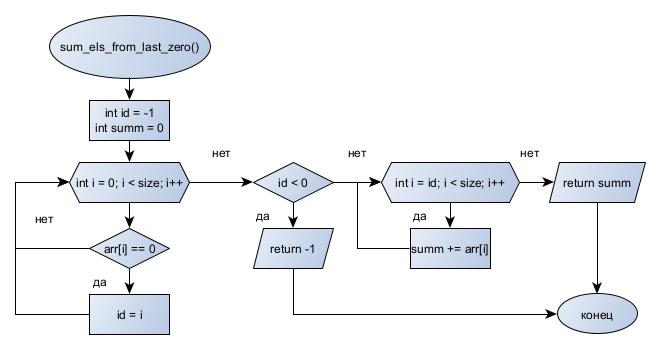 sum_els_from_last_zero()
int id = -1
int summ = 0
int i = 0; i < size; i++
нет
arr[i] == 0
нет
да
id = i
id < 0
нет
да
return -1
int i = id; i < size; i++
нет
да
summ += arr[i]
return summ
конец